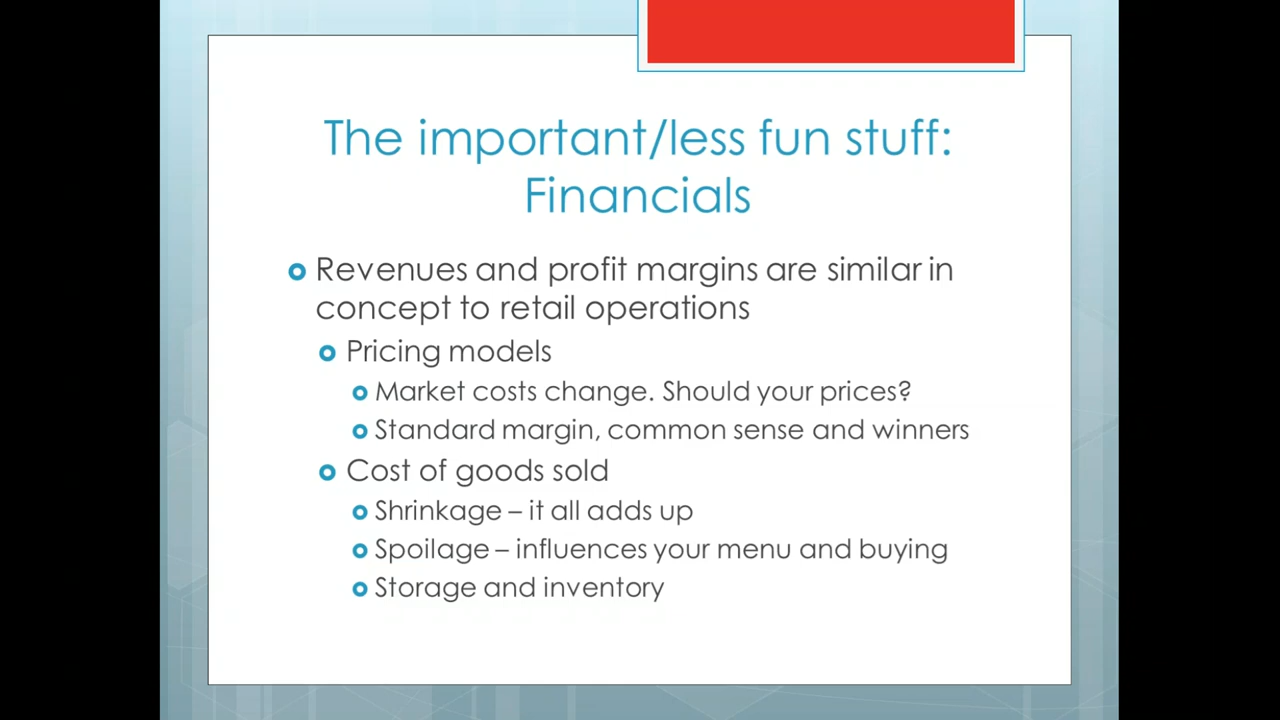 The important/less fun stuff:
Financials
Revenues and profit margins are similar in
concept to retail operations
Pricing models
Market costs change. Should your prices?
Standard margin, common sense and winners
Cost of goods sold
Shrinkage – it all adds up
Spoilage – influences your menu and buying
Storage and inventory